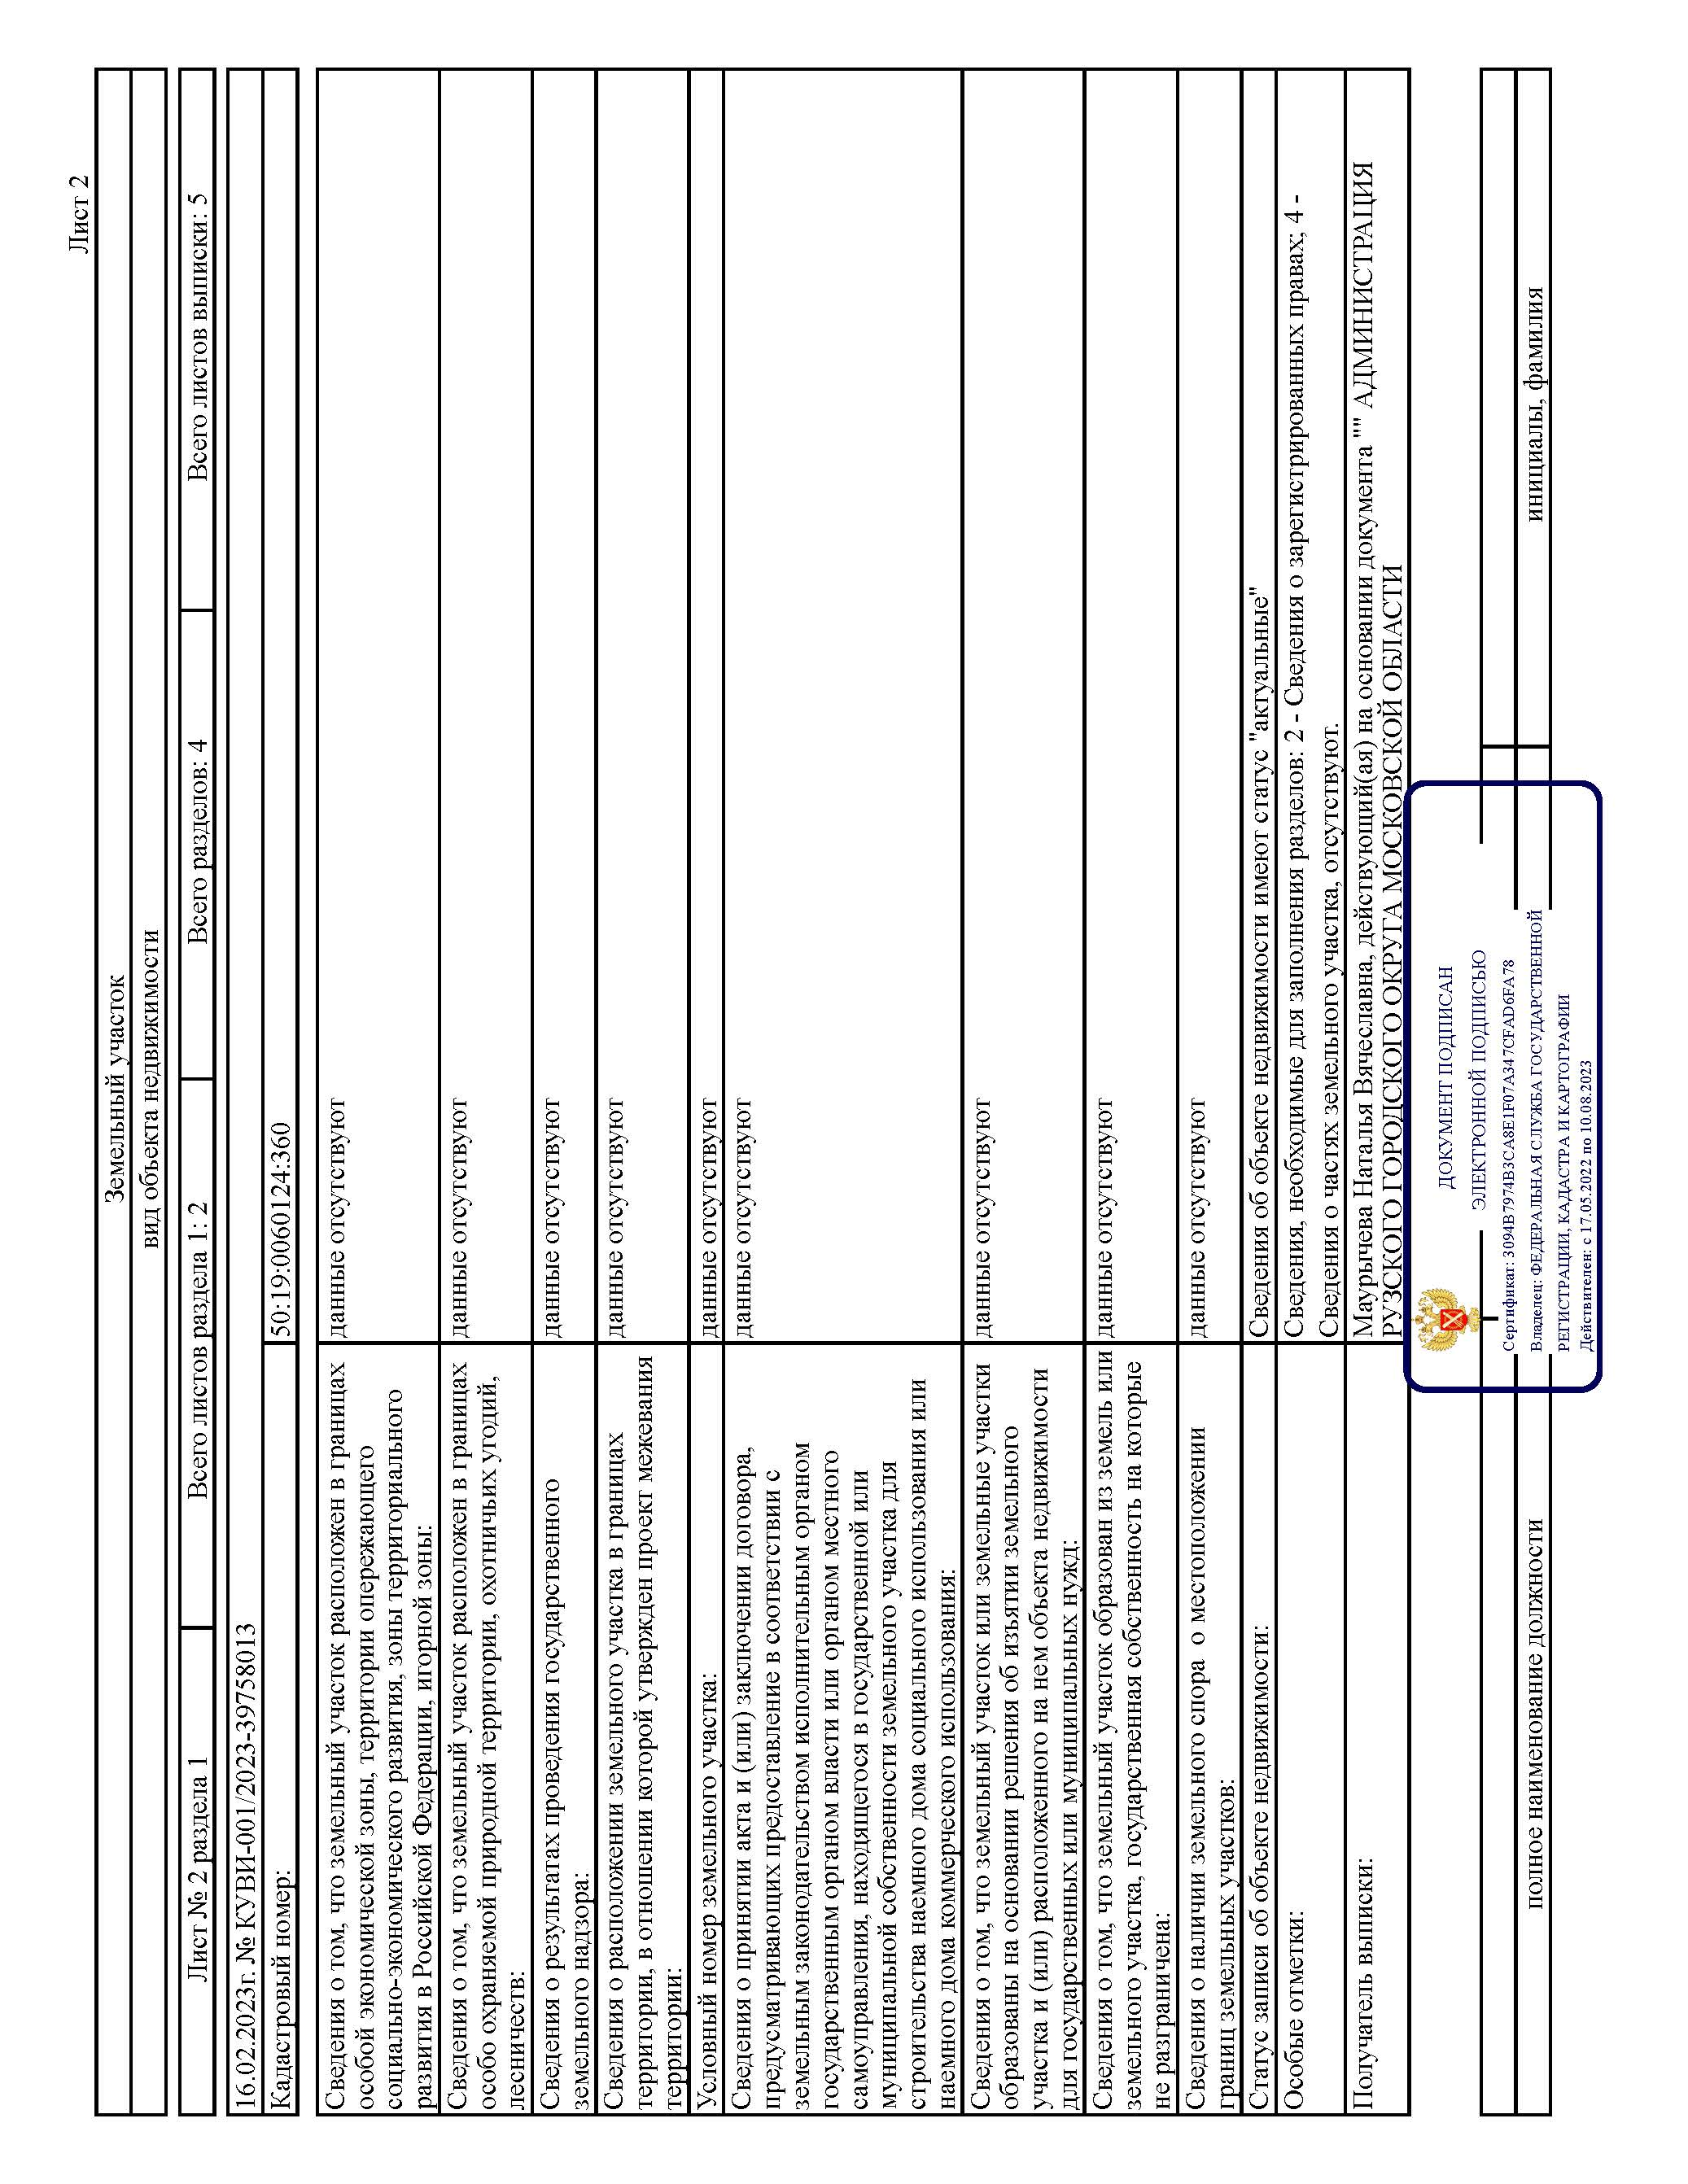 Лист 2
Земельный участок
вид объекта недвижимости
Лист № 2 раздела 1
Всего листов раздела 1: 2
Всего разделов: 4
Всего листов выписки: 5
16.02.2023г. № КУВИ-001/2023-39758013
Кадастровый номер:
50:19:0060124:360
Сведения о том, что земельный участок расположен в границах
особой экономической зоны, территории опережающего
социально-экономического развития, зоны территориального
развития в Российской Федерации, игорной зоны:
данные отсутствуют
Сведения о том, что земельный участок расположен в границах
особо охраняемой природной территории, охотничьих угодий,
лесничеств:
данные отсутствуют
Сведения о результатах проведения государственного
земельного надзора:
данные отсутствуют
Сведения о расположении земельного участка в границах
территории, в отношении которой утвержден проект межевания
территории:
данные отсутствуют
Условный номер земельного участка:
данные отсутствуют
Сведения о принятии акта и (или) заключении договора,
предусматривающих предоставление в соответствии с
земельным законодательством исполнительным органом
государственным органом власти или органом местного
самоуправления, находящегося в государственной или
муниципальной собственности земельного участка для
строительства наемного дома социального использования или
наемного дома коммерческого использования:
данные отсутствуют
Сведения о том, что земельный участок или земельные участки
образованы на основании решения об изъятии земельного
участка и (или) расположенного на нем объекта недвижимости
для государственных или муниципальных нужд:
данные отсутствуют
Сведения о том, что земельный участок образован из земель или
земельного участка, государственная собственность на которые
не разграничена:
данные отсутствуют
Сведения о наличии земельного спора о местоположении
границ земельных участков:
данные отсутствуют
Статус записи об объекте недвижимости:
Сведения об объекте недвижимости имеют статус "актуальные"
Особые отметки:
Сведения, необходимые для заполнения разделов: 2 - Сведения о зарегистрированных правах; 4 -
Сведения о частях земельного участка, отсутствуют.
Получатель выписки:
Маурычева Наталья Вячеславна, действующий(ая) на основании документа "" АДМИНИСТРАЦИЯ
РУЗСКОГО ГОРОДСКОГО ОКРУГА МОСКОВСКОЙ ОБЛАСТИ
ДОКУМЕНТ ПОДПИСАН
ЭЛЕКТРОННОЙ ПОДПИСЬЮ
Сертификат: 3094B7974B3CA8E1F07A347CFAD6FA78
Владелец: ФЕДЕРАЛЬНАЯ СЛУЖБА ГОСУДАРСТВЕННОЙ
РЕГИСТРАЦИИ, КАДАСТРА И КАРТОГРАФИИ
Действителен: с 17.05.2022 по 10.08.2023
полное наименование должности
инициалы, фамилия